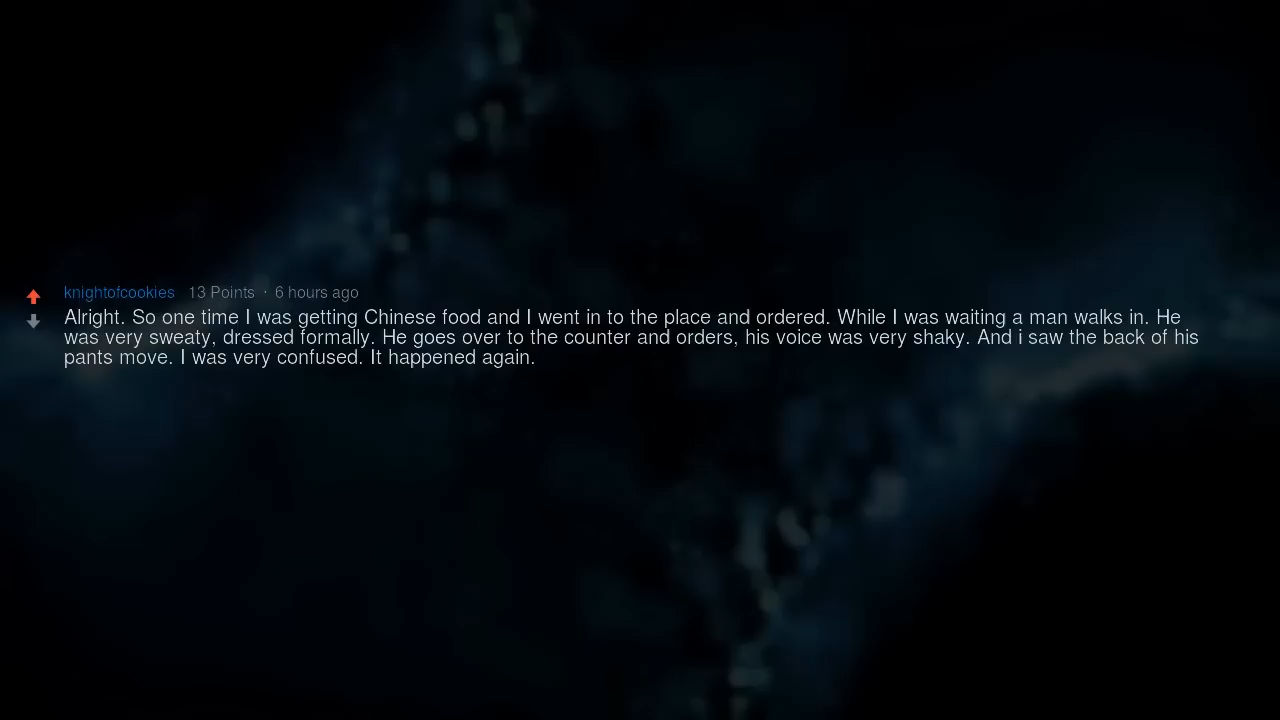 knightofcookies 13 Points · 6 hours ago
Alright. So one time I was getting Chinese food and I went in to the place and ordered. While I was waiting a man walks in. He
was very sweaty, dressed formally. He goes over to the counter and orders, his voice was very shaky. And i saw the back of his
pants move. I was very confused. It happened again.